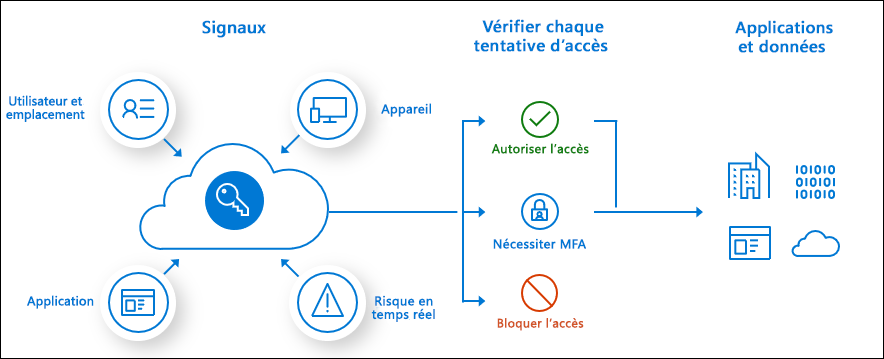 Signaux
Vérifier chaque
tentative d’accès
Applications
et données
Utilisateur et
emplacement
Appareil
Application
Risque en
temps réel
Autoriser l’accès
Nécessiter MFA
Bloquer l’accès
010101
010101
101010